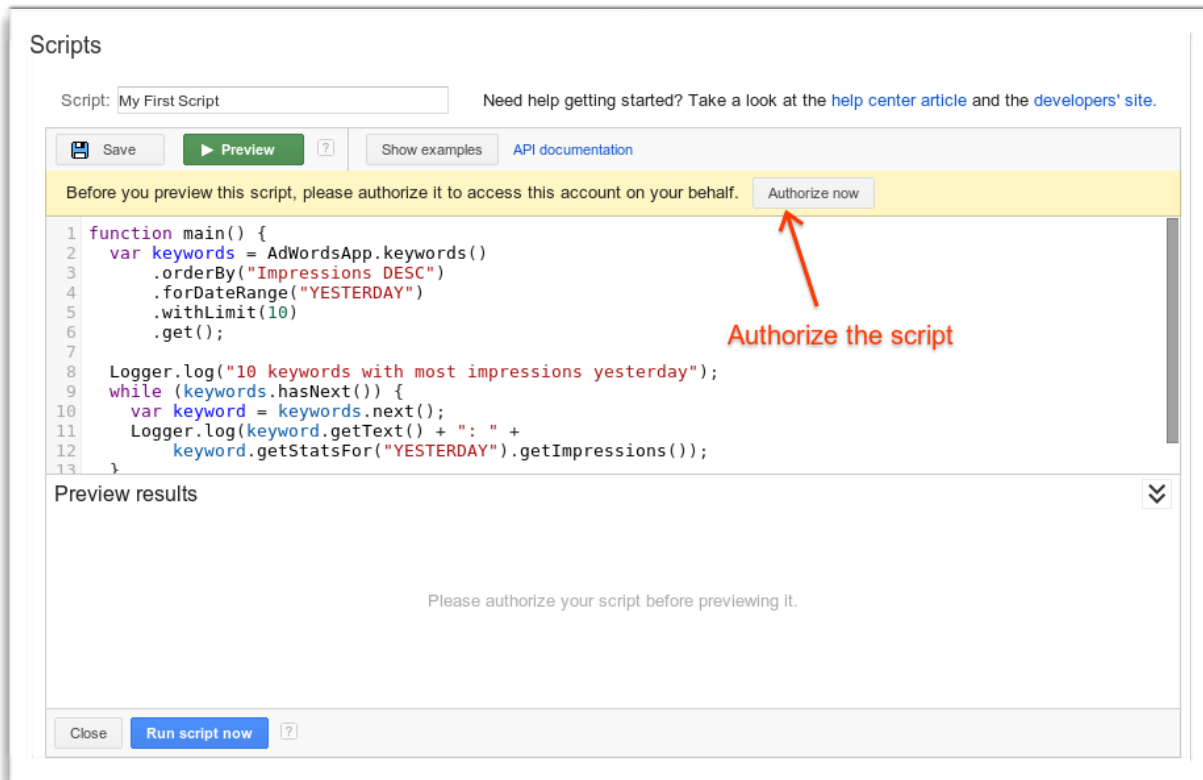 Scripts
Script: My First Script Need help getting started? Take a look at the help center article and the developers' site.
Save Preview ? Show examples API documentation
Before you preview this script, please authorize it to access this account on your behalf. Authorize now
1 function main() {
2   var keywords = AdWordsApp.keywords()
3       .orderBy("Impressions DESC")
4       .forDateRange("YESTERDAY")
5       .withLimit(10)
6       .get();
7
8   Logger.log("10 keywords with most impressions yesterday");
9   while (keywords.hasNext()) {
10     var keyword = keywords.next();
11     Logger.log(keyword.getText() + ": " +
12         keyword.getStatsFor("YESTERDAY").getImpressions());
13   }
Authorize the script
Preview results
Please authorize your script before previewing it.
Close Run script now ?